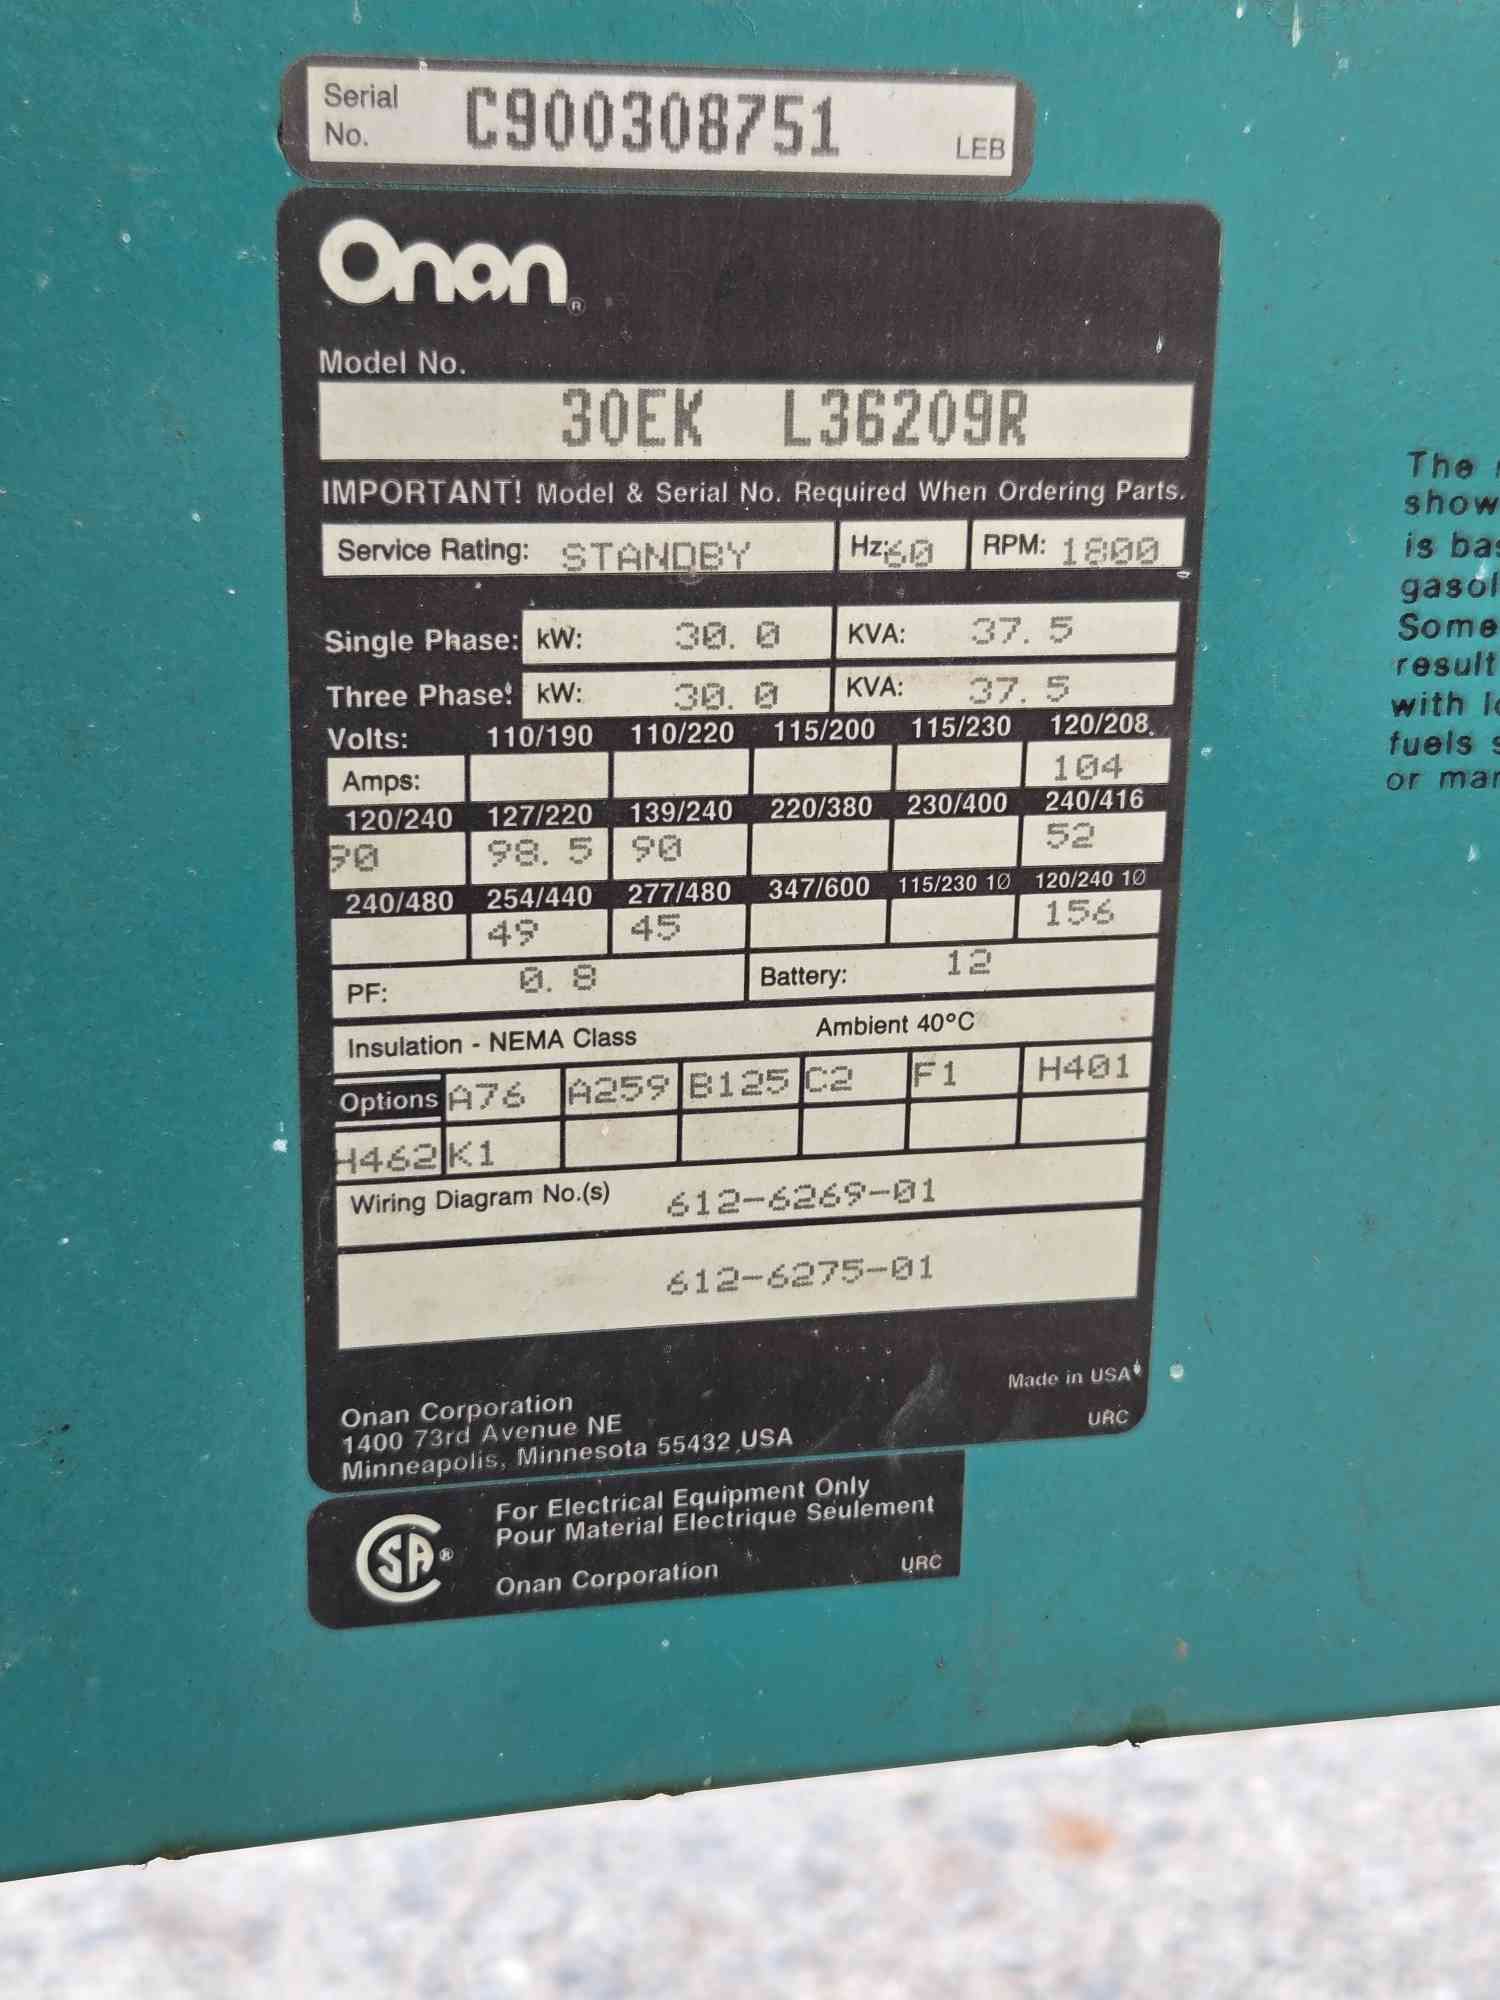 Serial No. C900308751 LEB
Onan®
Model No.
30EK L36209R
IMPORTANT! Model & Serial No. Required When Ordering Parts.
Service Rating: STANDBY Hz: 60 RPM: 1800
Single Phase: kW: 30.0 KVA: 37.5
Three Phase: kW: 30.0 KVA: 37.5
Volts: 110/190 110/220 115/200 115/230 120/208
Amps: 104
120/240 127/220 139/240 220/380 230/400 240/416
90 98.5 90 52
240/480 254/440 277/480 347/600 115/230 1Ø 120/240 1Ø
49 45 156
PF: 0.8 Battery: 12
Insulation - NEMA Class Ambient 40°C
Options A76 A259 B125 C2 F1 H401
H462 K1
Wiring Diagram No.(s) 612-6269-01
612-6275-01
Made in USA
Onan Corporation
1400 73rd Avenue NE
Minneapolis, Minnesota 55432 USA
URC
CSA®
For Electrical Equipment Only
Pour Material Electrique Seulement
Onan Corporation URC
The
show
is bas
gasol
Some
result
with lo
fuels s
or mar